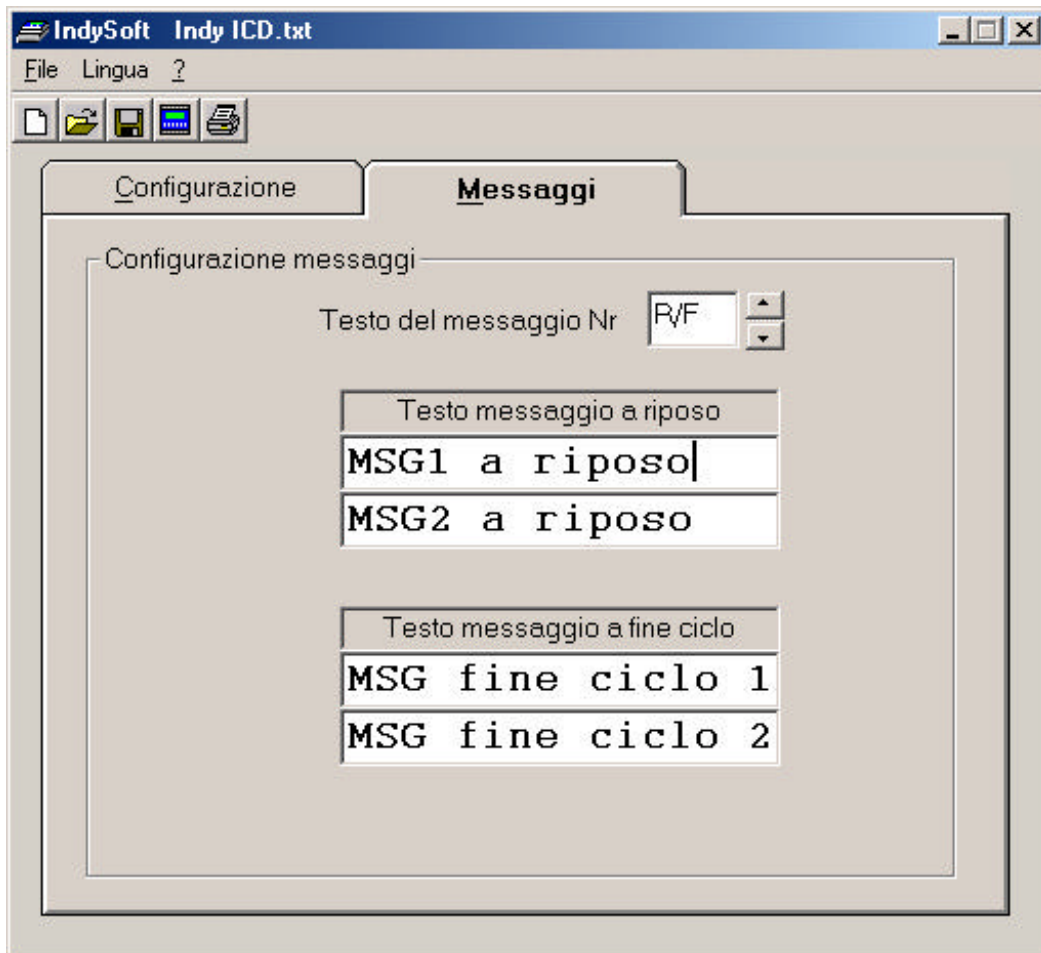 IndySoft Indy ICD.txt
File Lingua ?
Configurazione Messaggi
Configurazione messaggi
Testo del messaggio Nr R/F
Testo messaggio a riposo
MSG1 a riposo
MSG2 a riposo
Testo messaggio a fine ciclo
MSG fine ciclo 1
MSG fine ciclo 2